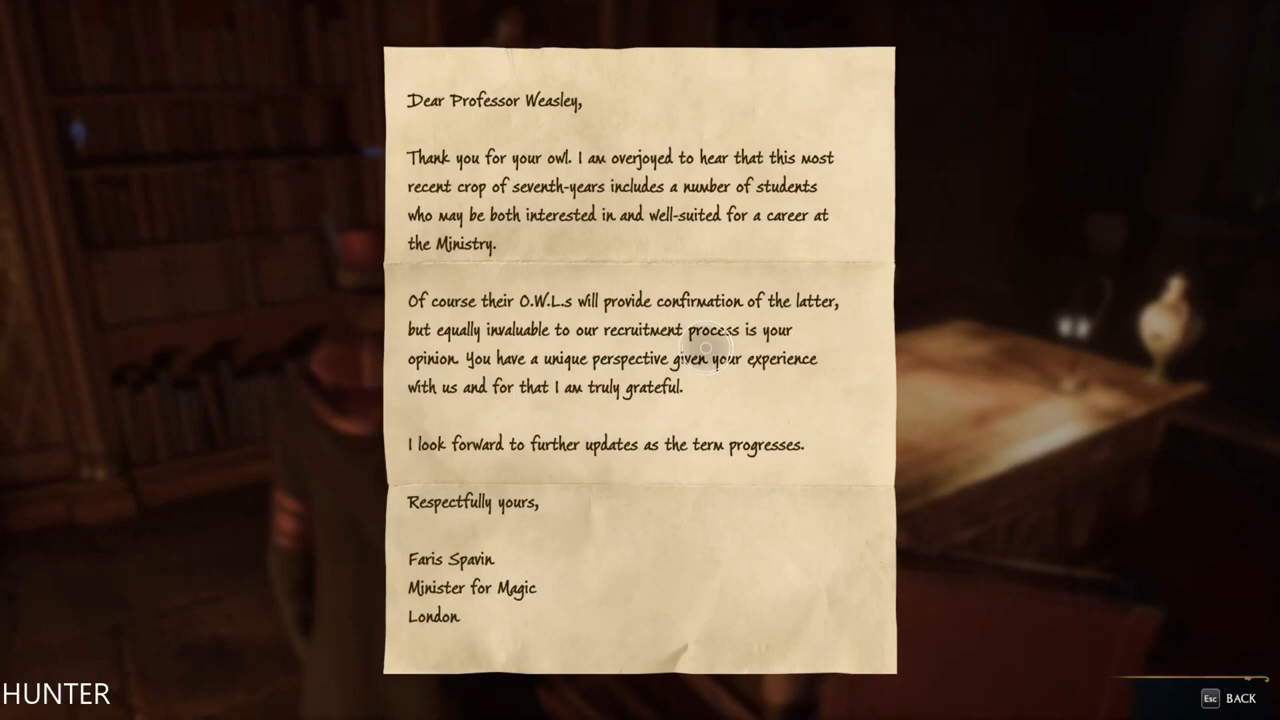 Dear Professor Weasley,
Thank you for your owl. I am overjoyed to hear that this most
recent crop of seventh-years includes a number of students
who may be both interested in and well-suited for a career at
the Ministry.
Of course their O.W.L.s will provide confirmation of the latter,
but equally invaluable to our recruitment process is your
opinion. You have a unique perspective given your experience
with us and for that I am truly grateful.
I look forward to further updates as the term progresses.
Respectfully yours,
Faris Spavin
Minister for Magic
London
HUNTER
Esc BACK